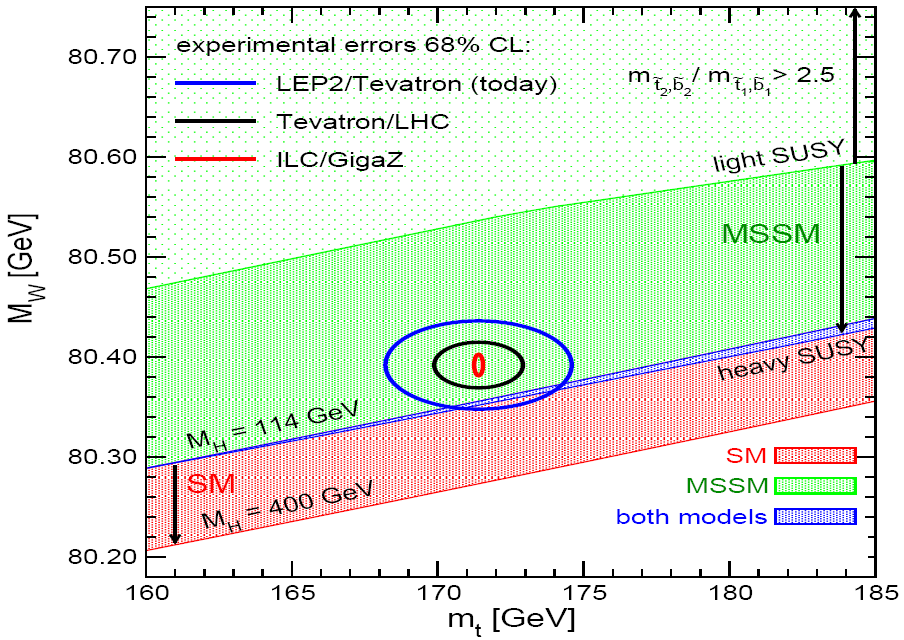 experimental errors 68% CL:
LEP2/Tevatron (today)
Tevatron/LHC
ILC/GigaZ
m_{t̃₂,b̃₂} / m_{t̃₁,b̃₁} > 2.5
light SUSY
MSSM
heavy SUSY
M_H = 114 GeV
SM
M_H = 400 GeV
SM
MSSM
both models
M_W [GeV]
80.70
80.60
80.50
80.40
80.30
80.20
160 165 170 175 180 185
m_t [GeV]